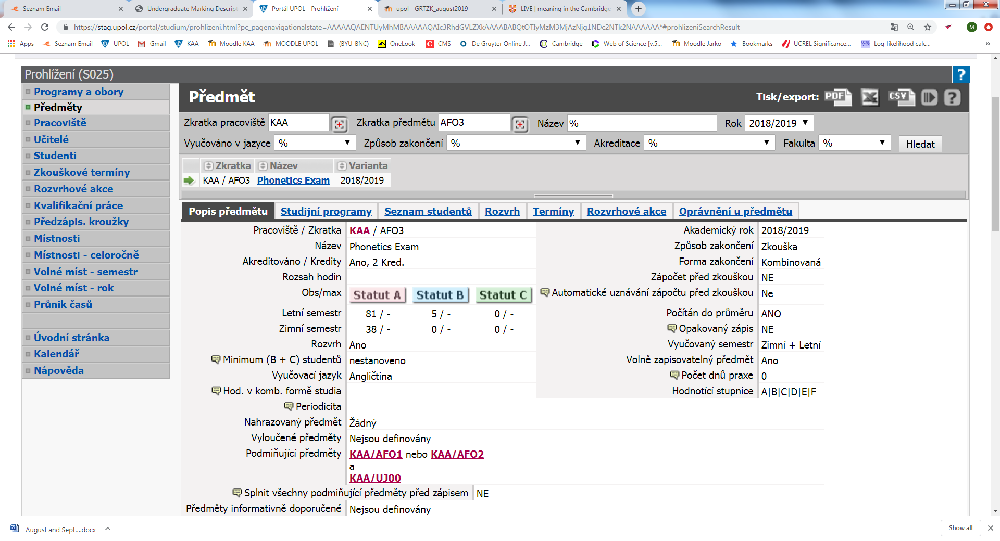 Seznam Email
Undergraduate Marking Descript
Portál UPOL - Prohlížení
upol - GRTZK_august2019
LIVE | meaning in the Cambridge
https://stag.upol.cz/portal/studium/prohlizeni.html?pc_pagenavigationalstate=AAAAAQAENTUyMhMBAAAAAQAIc3RhdGVLZXkAAAABABQtOTIyMzM3MjAzNjg1NDc2NTk2NAAAAAAA*#prohlizeniSearchResult
M
Apps
Seznam Email
UPOL
Gmail
KAA
Moodle KAA
MOODLE UPOL
(BYU-BNC)
OneLook
CMS
De Gruyter Online J...
Cambridge
Web of Science [v.5...
Moodle Jarko
Bookmarks
UCREL Significance...
Log-likelihood calc...
»
Prohlížení (S025)
?
Programy a obory
Předměty
Pracoviště
Učitelé
Studenti
Zkouškové termíny
Rozvrhové akce
Kvalifikační práce
Předzápis. kroužky
Místnosti
Místnosti - celoročně
Volné míst - semestr
Volné míst - rok
Průnik časů
Úvodní stránka
Kalendář
Nápověda
Předmět
Tisk/export: PDF X CSV ?
Zkratka pracoviště KAA Zkratka předmětu AFO3 Název % Rok 2018/2019
Vyučováno v jazyce % Způsob zakončení % Akreditace % Fakulta % Hledat
Zkratka Název Varianta
KAA / AFO3 Phonetics Exam 2018/2019
Popis předmětu Studijní programy Seznam studentů Rozvrh Termíny Rozvrhové akce Oprávnění u předmětu
Pracoviště / Zkratka KAA / AFO3 Akademický rok 2018/2019
Název Phonetics Exam Způsob zakončení Zkouška
Akreditováno / Kredity Ano, 2 Kred. Forma zakončení Kombinovaná
Rozsah hodin Zápočet před zkouškou NE
Obs/max Statut A Statut B Statut C Automatické uznávání zápočtu před zkouškou Ne
Letní semestr 81 / - 5 / - 0 / - Počítán do průměru ANO
Zimní semestr 38 / - 0 / - 0 / - Opakovaný zápis NE
Rozvrh Ano Vyučovaný semestr Zimní + Letní
Minimum (B + C) studentů nestanoveno Volně zapisovatelný předmět Ano
Vyučovací jazyk Angličtina Počet dnů praxe 0
Hod. v komb. formě studia Hodnotící stupnice A|B|C|D|E|F
Periodicita
Nahrazovaný předmět Žádný
Vyloučené předměty Nejsou definovány
Podmiňující předměty KAA/AFO1 nebo KAA/AFO2
a
KAA/UJ00
Splnit všechny podmiňující předměty před zápisem NE
Předměty informativně doporučené Nejsou definovány
August and Sept....docx
Show all